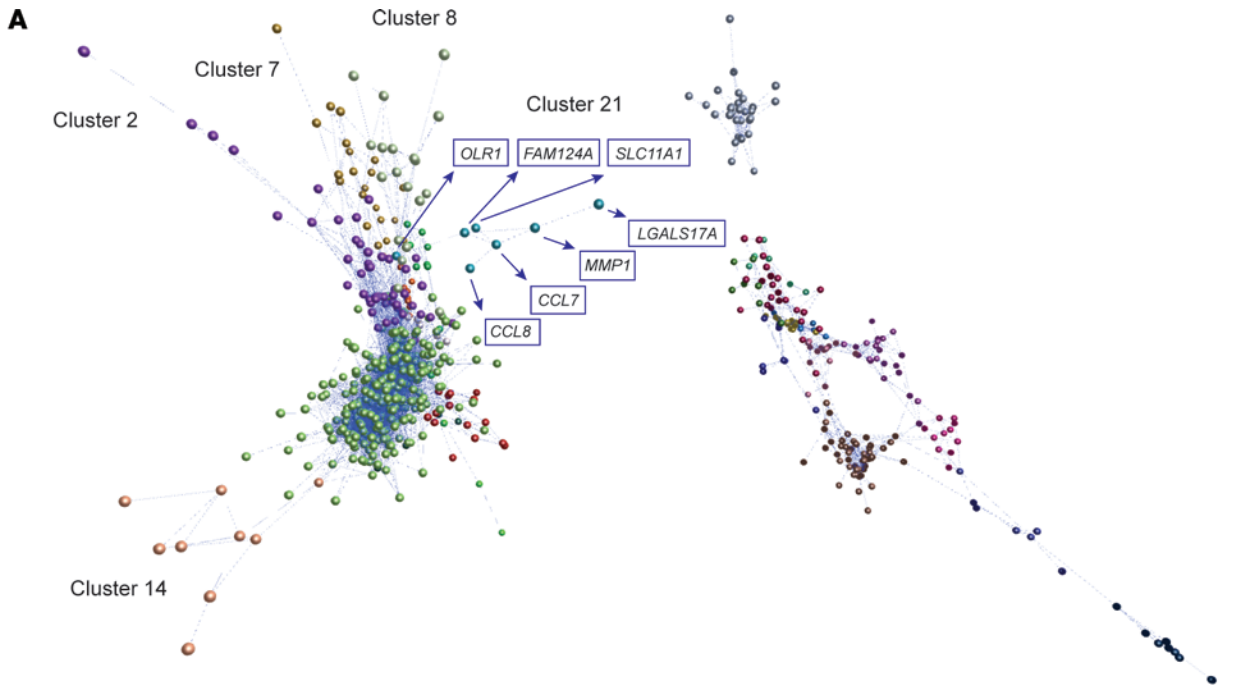 A
Cluster 8
Cluster 7
Cluster 21
Cluster 2
OLR1 FAM124A SLC11A1
LGALS17A
MMP1
CCL7
CCL8
Cluster 14